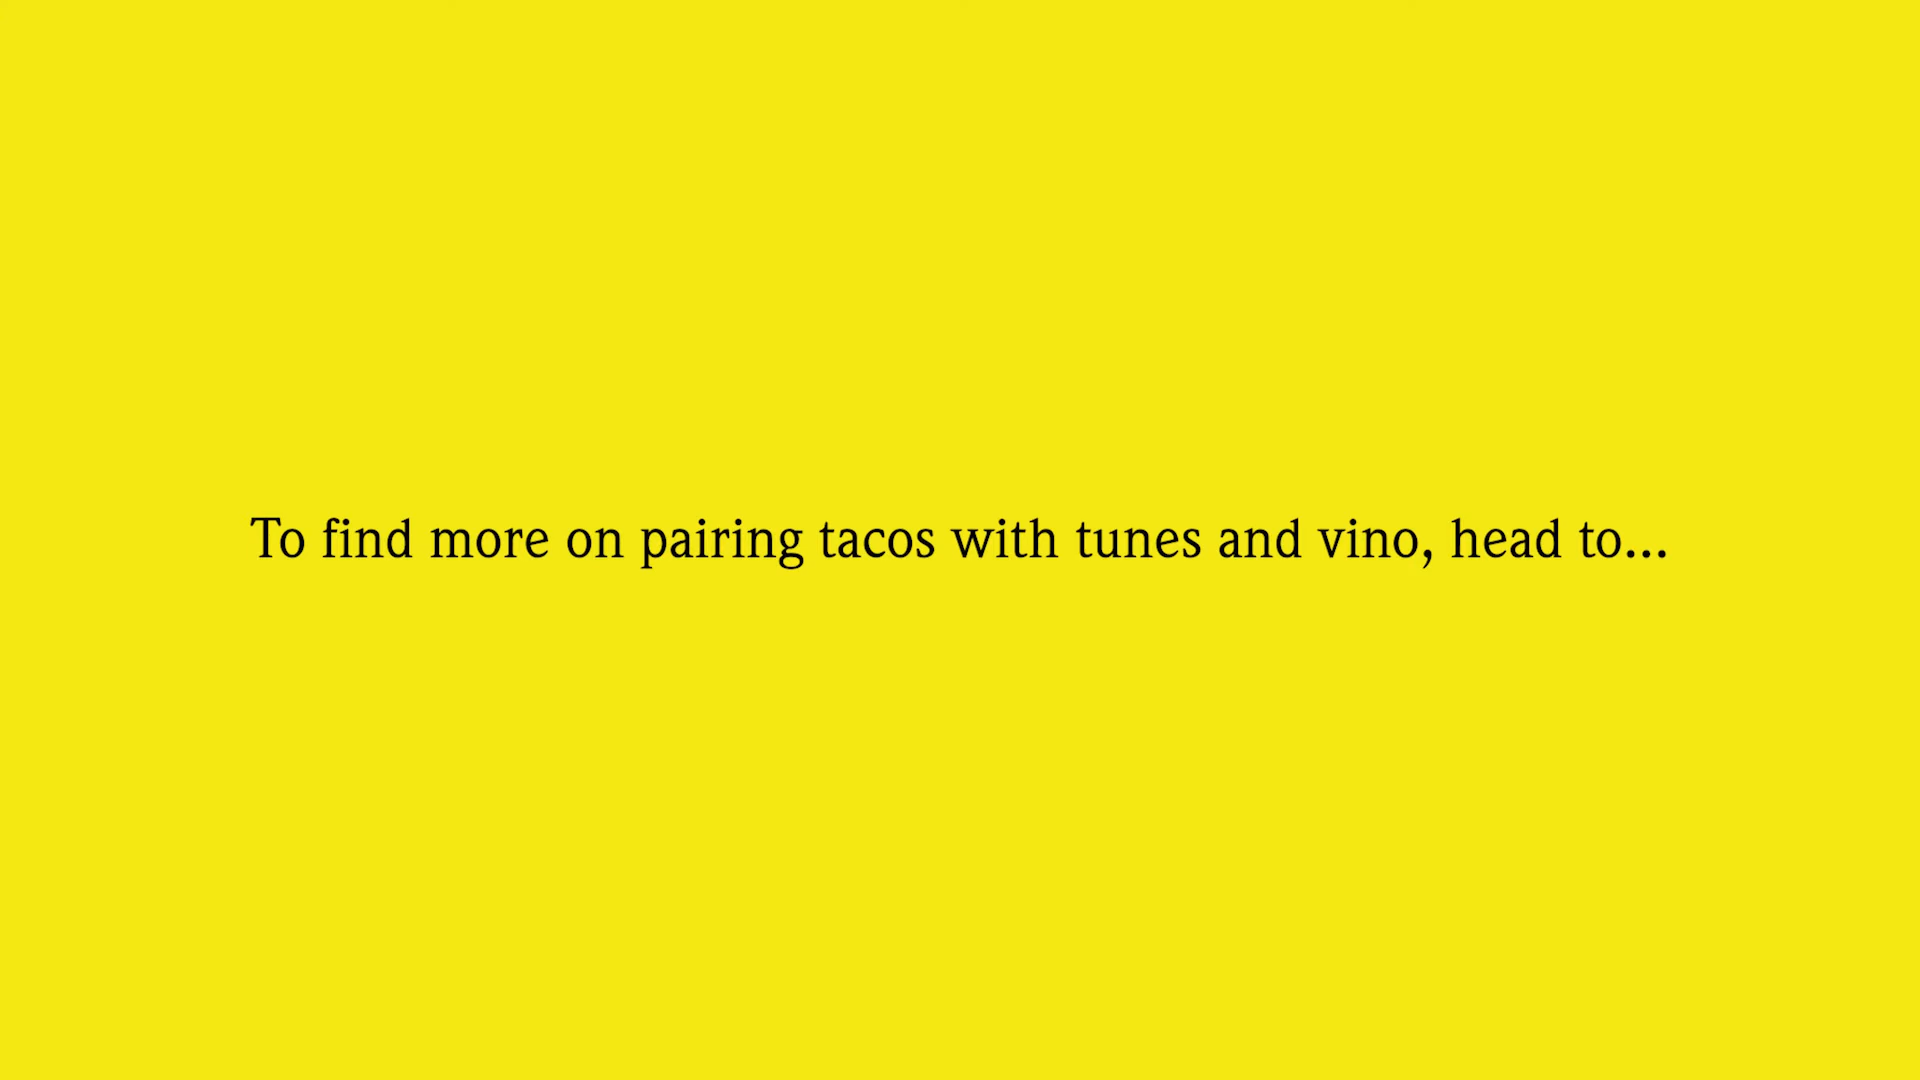 To find more on pairing tacos with tunes and vino, head to...